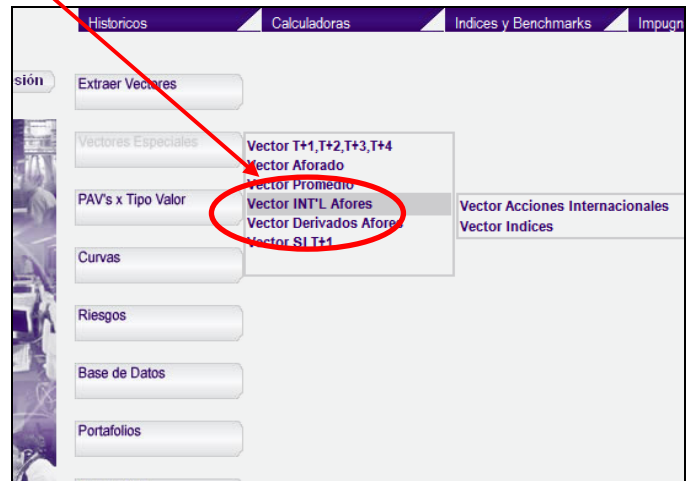 Historicos Calculadoras Indices y Benchmarks Impugn
sión
Extraer Vectores
Vectores Especiales
Vector T+1,T+2,T+3,T+4
Vector Aforado
Vector Promedio
PAV's x Tipo Valor
Vector INT'L Afores
Vector Acciones Internacionales
Vector Derivados Afores
Vector Indices
Vector SI T+1
Curvas
Riesgos
Base de Datos
Portafolios